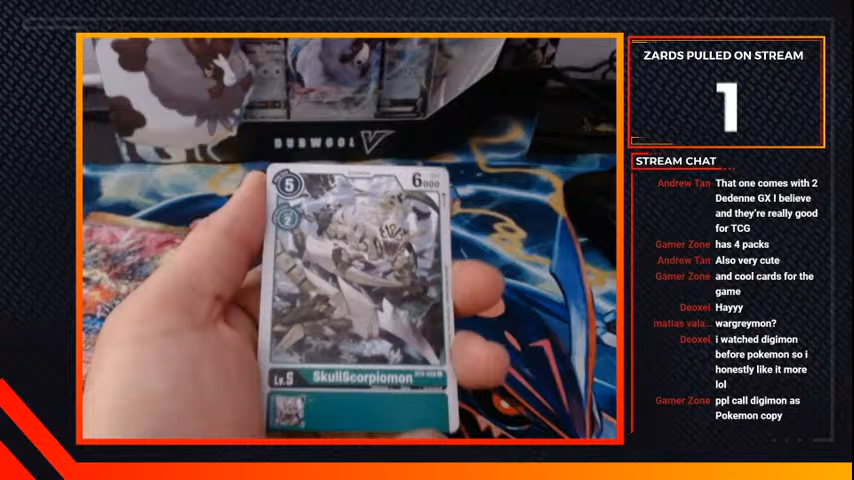 ZARDS PULLED ON STREAM
1
STREAM CHAT
Andrew Tan That one comes with 2
Dedenne GX I believe
and they're really good
for TCG
Gamer Zone has 4 packs
Andrew Tan Also very cute
Gamer Zone and cool cards for the
game
Deoxel Hayyy
matias vala... wargreymon?
Deoxel i watched digimon
before pokemon so i
honestly like it more
lol
Gamer Zone ppl call digimon as
Pokemon copy
DUBWOOL V
5
6000
2
Lv.5 SkullScorpiomon